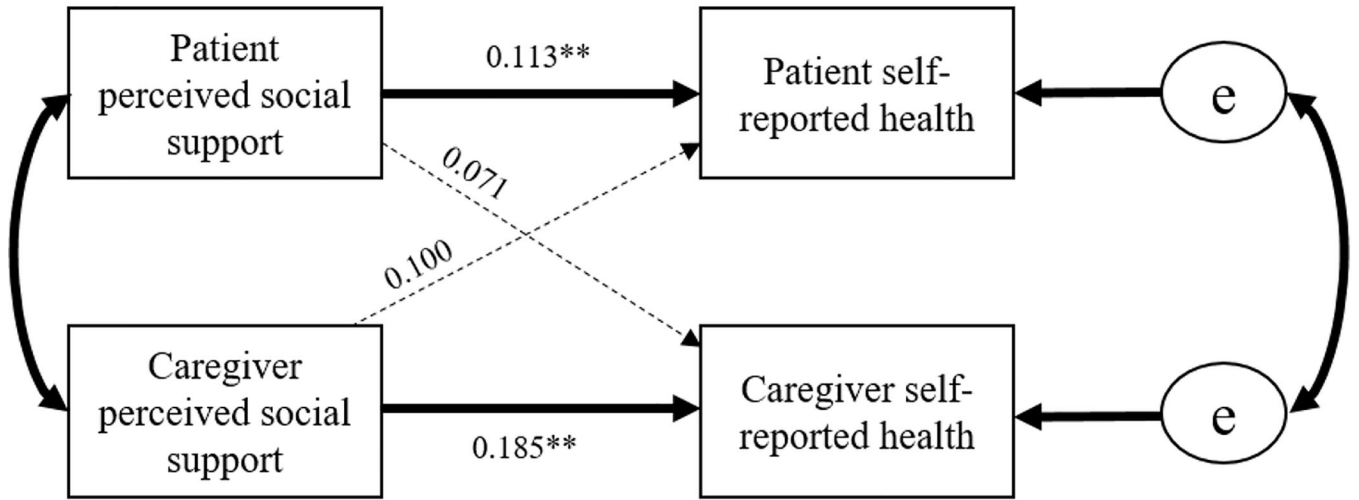 Patient
perceived social
support
0.113**
Patient self-
reported health
e
0.071
0.100
Caregiver
perceived social
support
0.185**
Caregiver self-
reported health
e